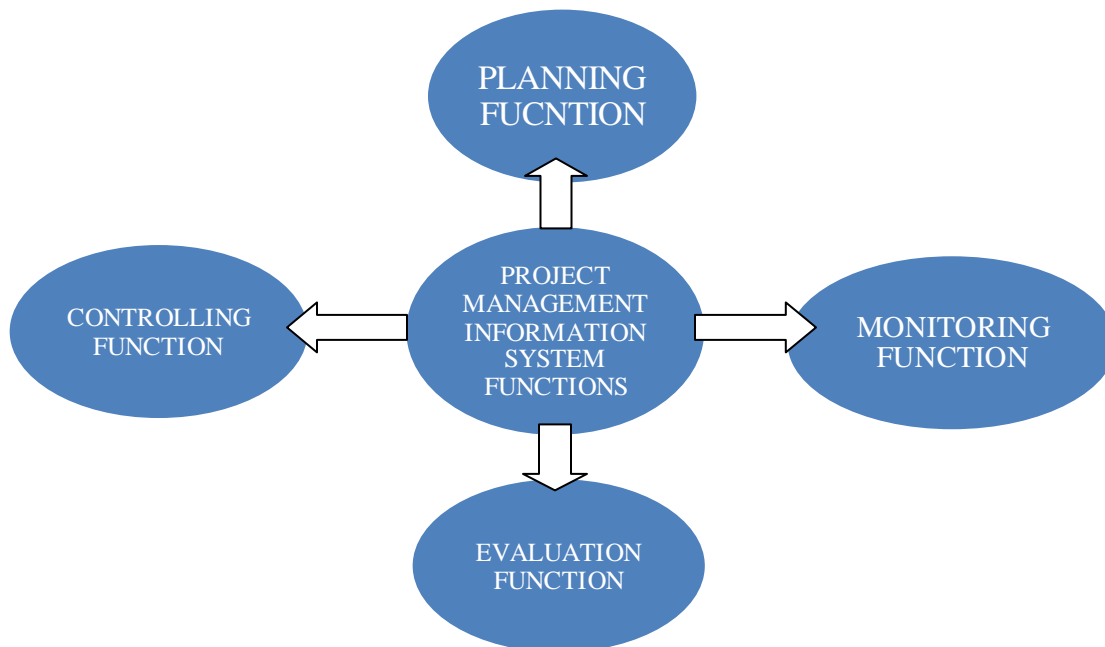 PLANNING
FUCNTION
PROJECT
MANAGEMENT
INFORMATION
SYSTEM
FUNCTIONS
CONTROLLING
FUNCTION
MONITORING
FUNCTION
EVALUATION
FUNCTION